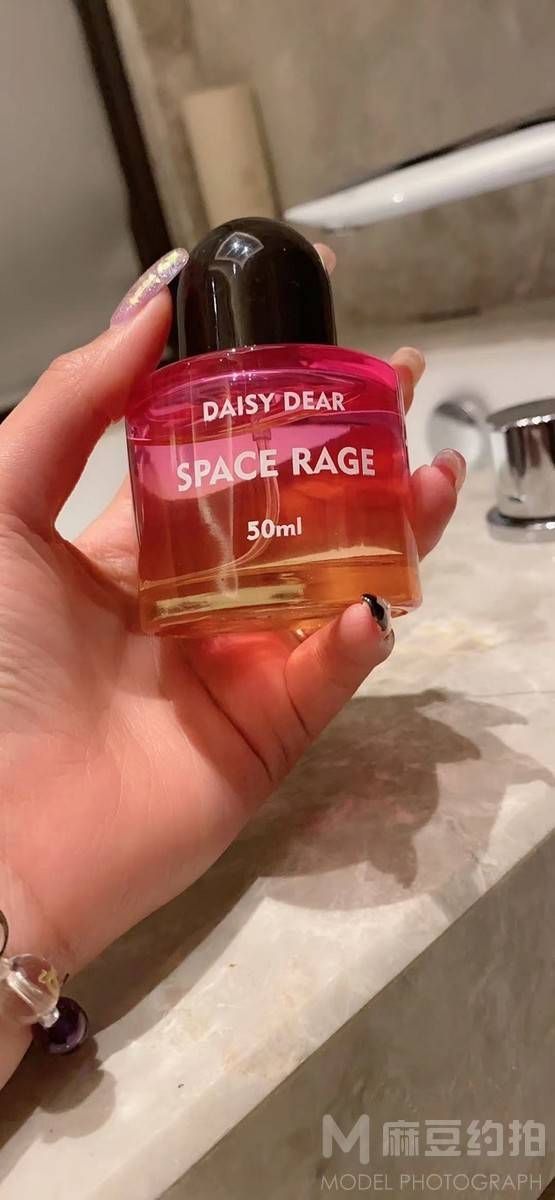 DAISY DEAR
SPACE RAGE
50ml
M 麻豆约拍
MODEL PHOTOGRAPH